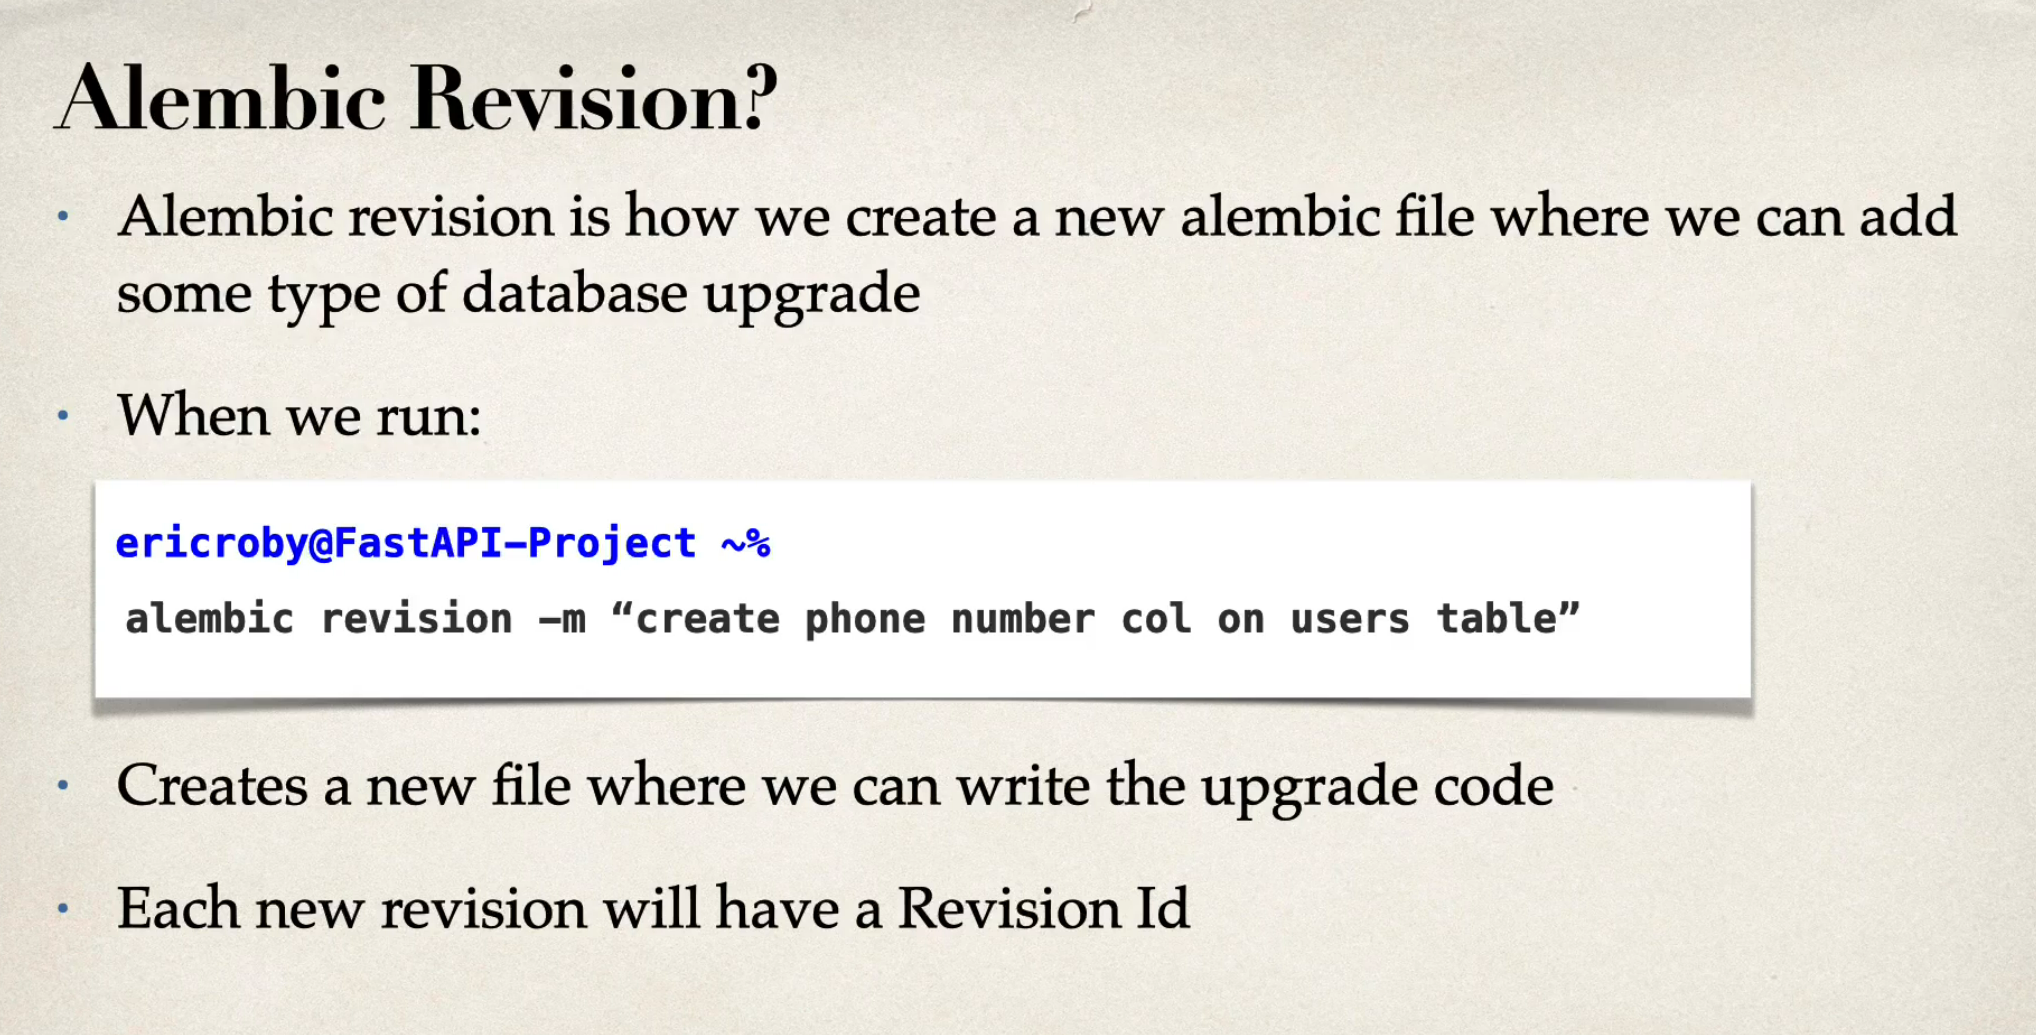 Alembic Revision?
• Alembic revision is how we create a new alembic file where we can add
some type of database upgrade
• When we run:
ericroby@FastAPI-Project ~%
alembic revision -m “create phone number col on users table”
• Creates a new file where we can write the upgrade code
• Each new revision will have a Revision Id